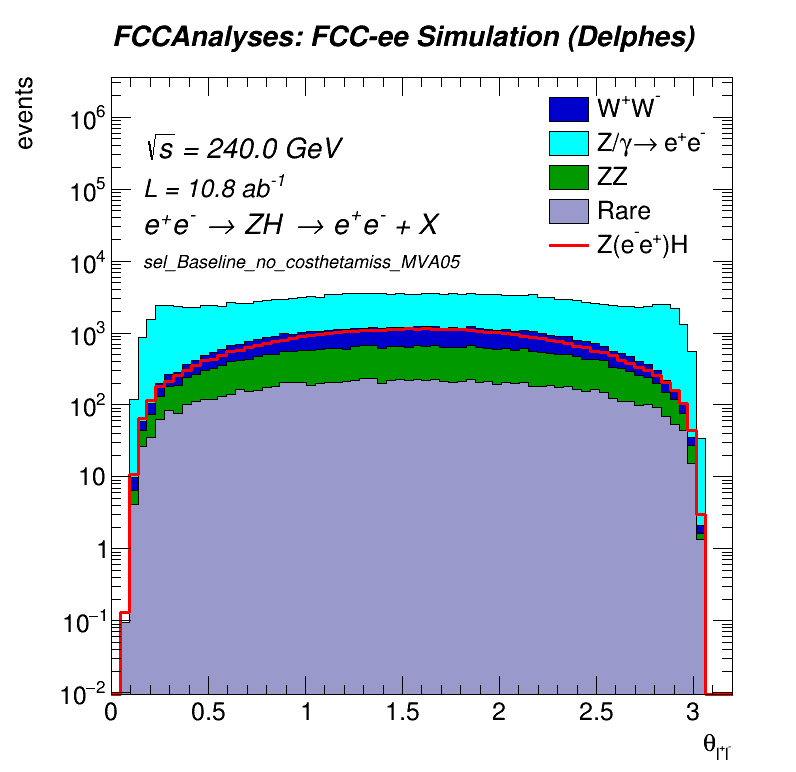 FCCAnalyses: FCC-ee Simulation (Delphes)
events
√s = 240.0 GeV
L = 10.8 ab⁻¹
e⁺e⁻ → ZH → e⁺e⁻ + X
sel_Baseline_no_costhetamiss_MVA05
W⁺W⁻
Z/γ→ e⁺e⁻
ZZ
Rare
Z(e⁻e⁺)H
10⁶
10⁵
10⁴
10³
10²
10
1
10⁻¹
10⁻²
0 0.5 1 1.5 2 2.5 3
θ_l⁺l⁻